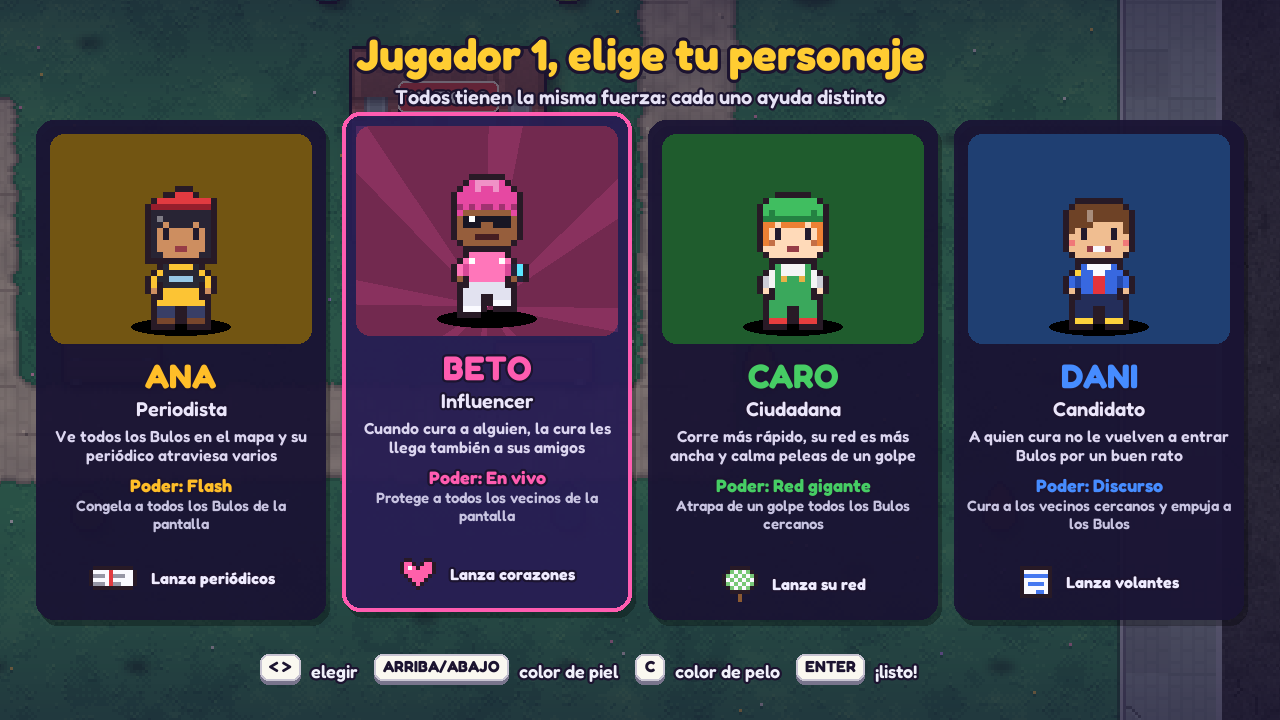 Jugador 1, elige tu personaje
Todos tienen la misma fuerza: cada uno ayuda distinto
ANA
Periodista
Ve todos los Bulos en el mapa y su
periódico atraviesa varios
Poder: Flash
Congela a todos los Bulos de la
pantalla
Lanza periódicos
BETO
Influencer
Cuando cura a alguien, la cura les
llega también a sus amigos
Poder: En vivo
Protege a todos los vecinos de la
pantalla
Lanza corazones
CARO
Ciudadana
Corre más rápido, su red es más
ancha y calma peleas de un golpe
Poder: Red gigante
Atrapa de un golpe todos los Bulos
cercanos
Lanza su red
DANI
Candidato
A quien cura no le vuelven a entrar
Bulos por un buen rato
Poder: Discurso
Cura a los vecinos cercanos y empuja a
los Bulos
Lanza volantes
<> elegir ARRIBA/ABAJO color de piel C color de pelo ENTER ¡listo!